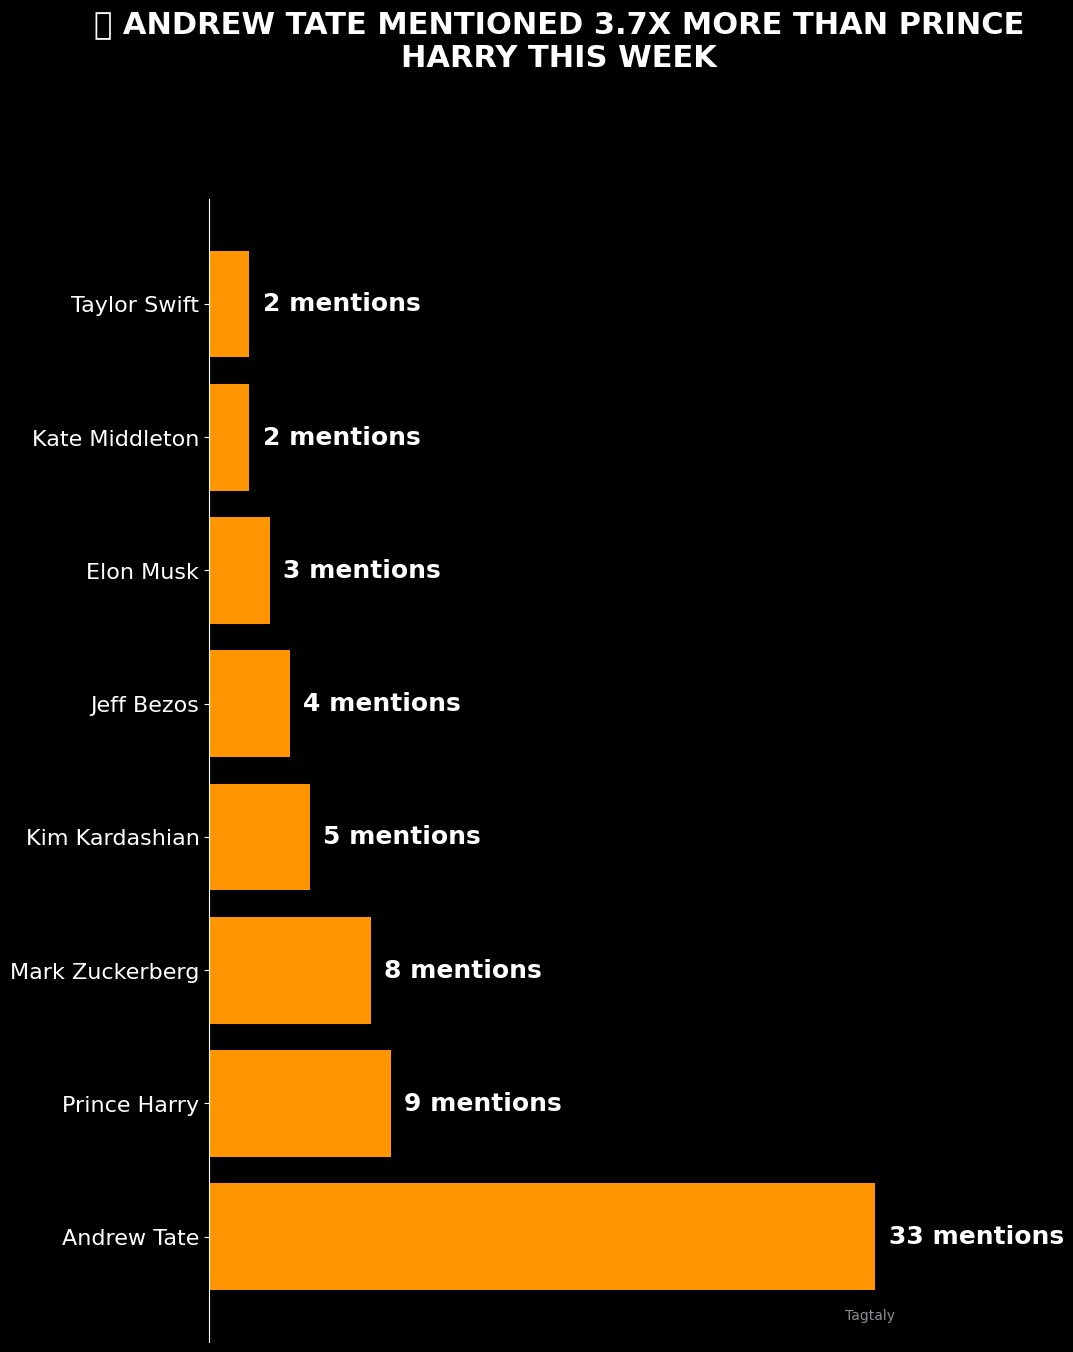 ANDREW TATE MENTIONED 3.7X MORE THAN PRINCE
HARRY THIS WEEK
Taylor Swift 2 mentions
Kate Middleton 2 mentions
Elon Musk 3 mentions
Jeff Bezos 4 mentions
Kim Kardashian 5 mentions
Mark Zuckerberg 8 mentions
Prince Harry 9 mentions
Andrew Tate 33 mentions
Tagtaly